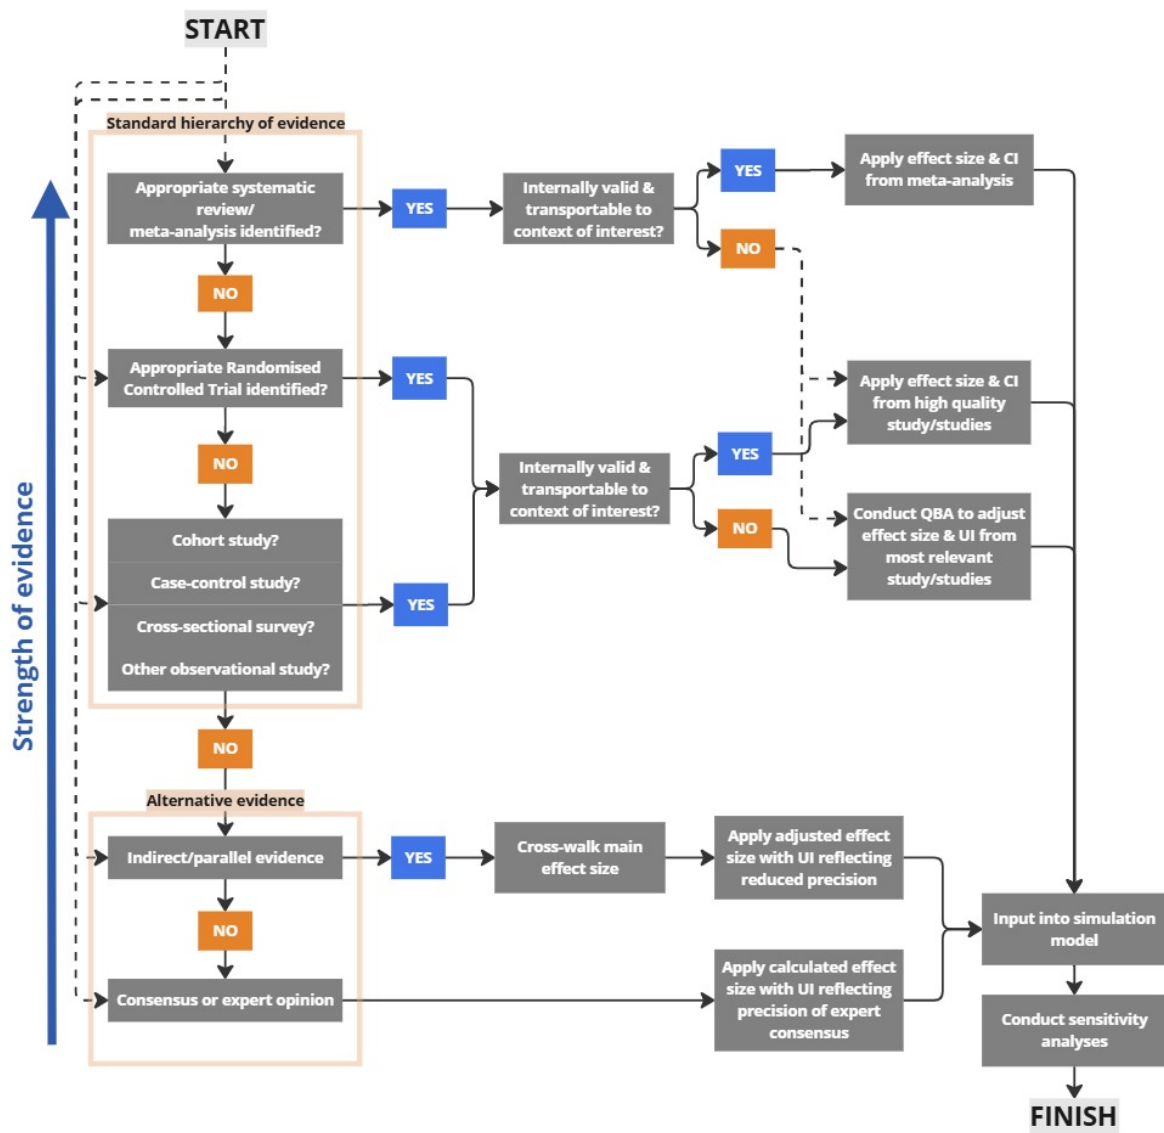 START
Standard hierarchy of evidence
Appropriate systematic
review/
meta-analysis identified?
YES
Internally valid &
transportable to
context of interest?
YES
Apply effect size & CI
from meta-analysis
NO
NO
Appropriate Randomised
Controlled Trial identified?
YES
Apply effect size & CI
from high quality
study/studies
NO
Internally valid &
transportable to
context of interest?
YES
NO
Conduct QBA to adjust
effect size & UI from
most relevant
study/studies
Cohort study?
Case-control study?
Cross-sectional survey?
Other observational study?
YES
Strength of evidence
NO
Alternative evidence
Indirect/parallel evidence
YES
Cross-walk main
effect size
Apply adjusted effect
size with UI reflecting
reduced precision
NO
Consensus or expert opinion
Apply calculated effect
size with UI reflecting
precision of expert
consensus
Input into simulation
model
Conduct sensitivity
analyses
FINISH